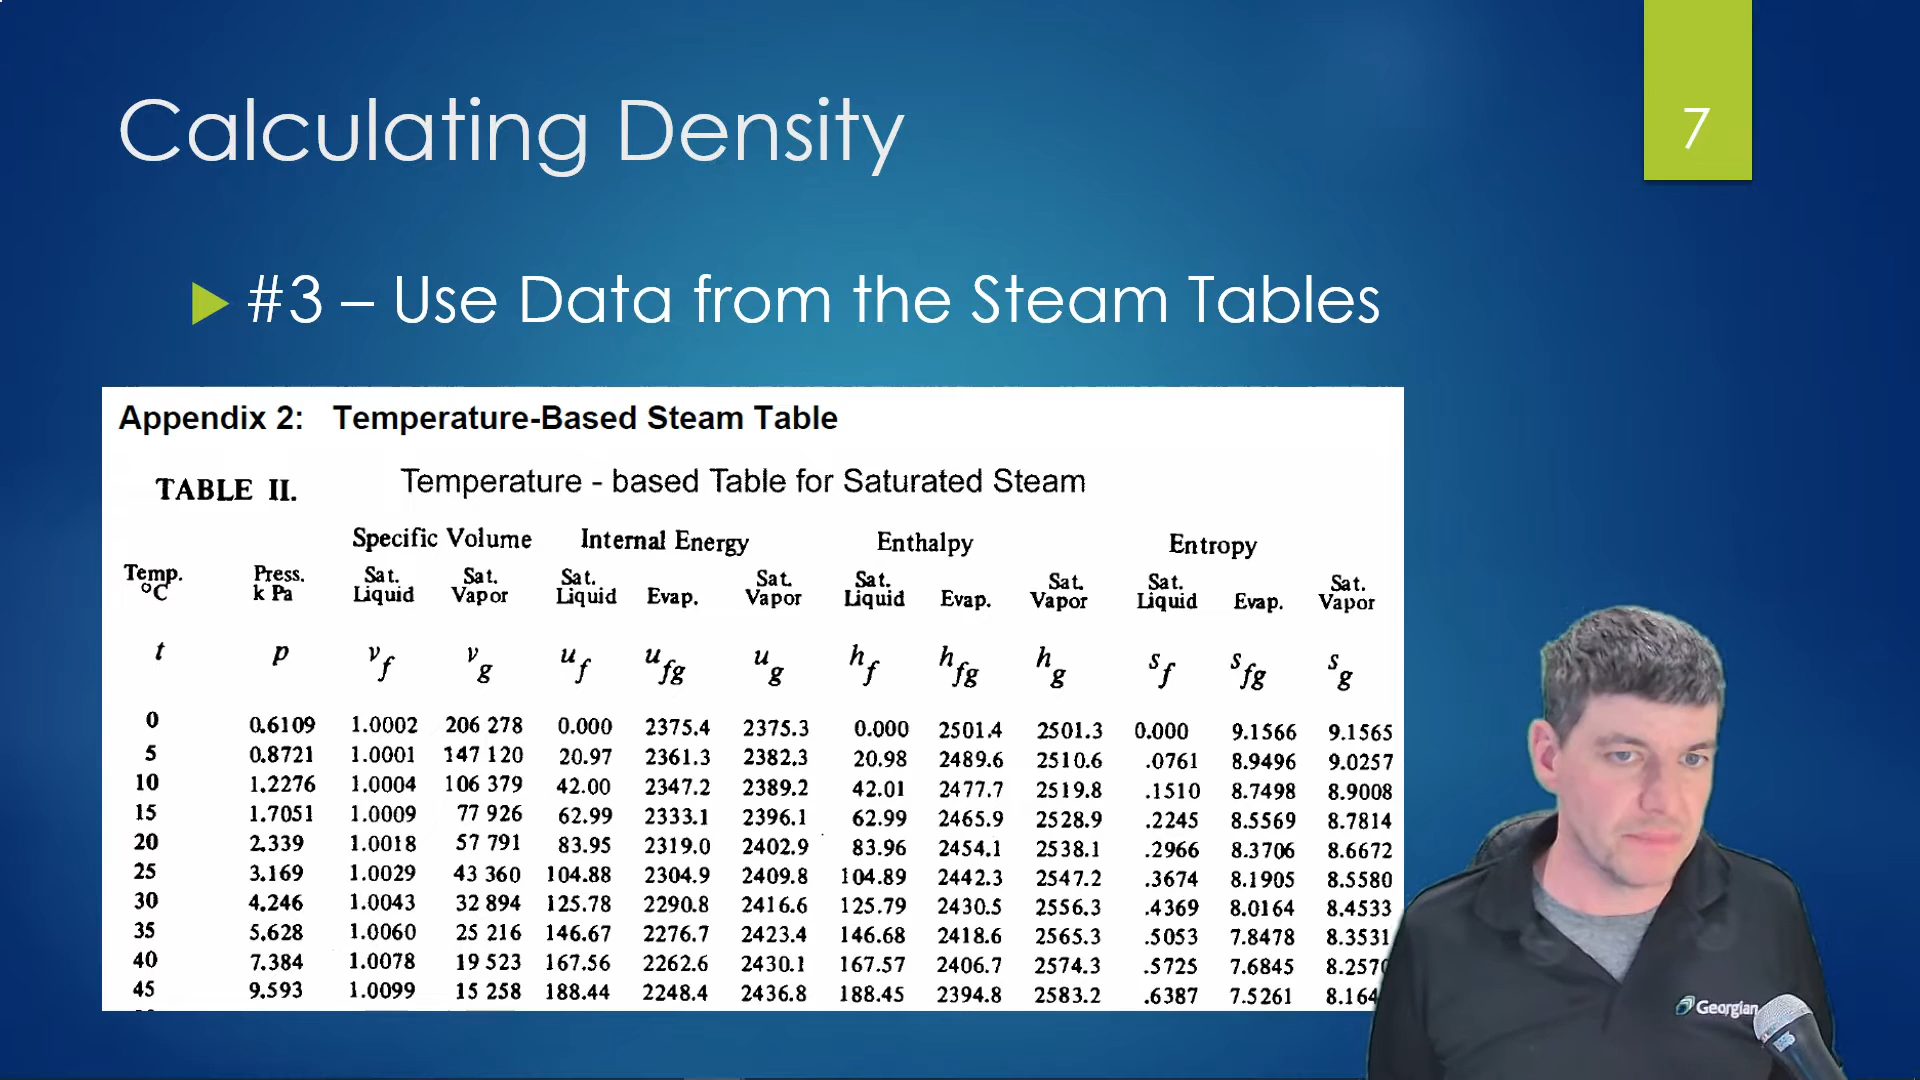 Calculating Density
7
#3 – Use Data from the Steam Tables
Appendix 2: Temperature-Based Steam Table
TABLE II. Temperature - based Table for Saturated Steam
Specific Volume Internal Energy Enthalpy Entropy
Temp. °C Press. k Pa Sat. Liquid Sat. Vapor Sat. Liquid Evap. Sat. Vapor Sat. Liquid Evap. Sat. Vapor Sat. Liquid Evap. Sat. Vapor
t p vf vg uf ufg ug hf hfg hg sf sfg sg
0 0.6109 1.0002 206 278 0.000 2375.4 2375.3 0.000 2501.4 2501.3 0.000 9.1566 9.1565
5 0.8721 1.0001 147 120 20.97 2361.3 2382.3 20.98 2489.6 2510.6 .0761 8.9496 9.0257
10 1.2276 1.0004 106 379 42.00 2347.2 2389.2 42.01 2477.7 2519.8 .1510 8.7498 8.9008
15 1.7051 1.0009 77 926 62.99 2333.1 2396.1 62.99 2465.9 2528.9 .2245 8.5569 8.7814
20 2.339 1.0018 57 791 83.95 2319.0 2402.9 83.96 2454.1 2538.1 .2966 8.3706 8.6672
25 3.169 1.0029 43 360 104.88 2304.9 2409.8 104.89 2442.3 2547.2 .3674 8.1905 8.5580
30 4.246 1.0043 32 894 125.78 2290.8 2416.6 125.79 2430.5 2556.3 .4369 8.0164 8.4533
35 5.628 1.0060 25 216 146.67 2276.7 2423.4 146.68 2418.6 2565.3 .5053 7.8478 8.3531
40 7.384 1.0078 19 523 167.56 2262.6 2430.1 167.57 2406.7 2574.3 .5725 7.6845 8.2570
45 9.593 1.0099 15 258 188.44 2248.4 2436.8 188.45 2394.8 2583.2 .6387 7.5261 8.164
Georgian